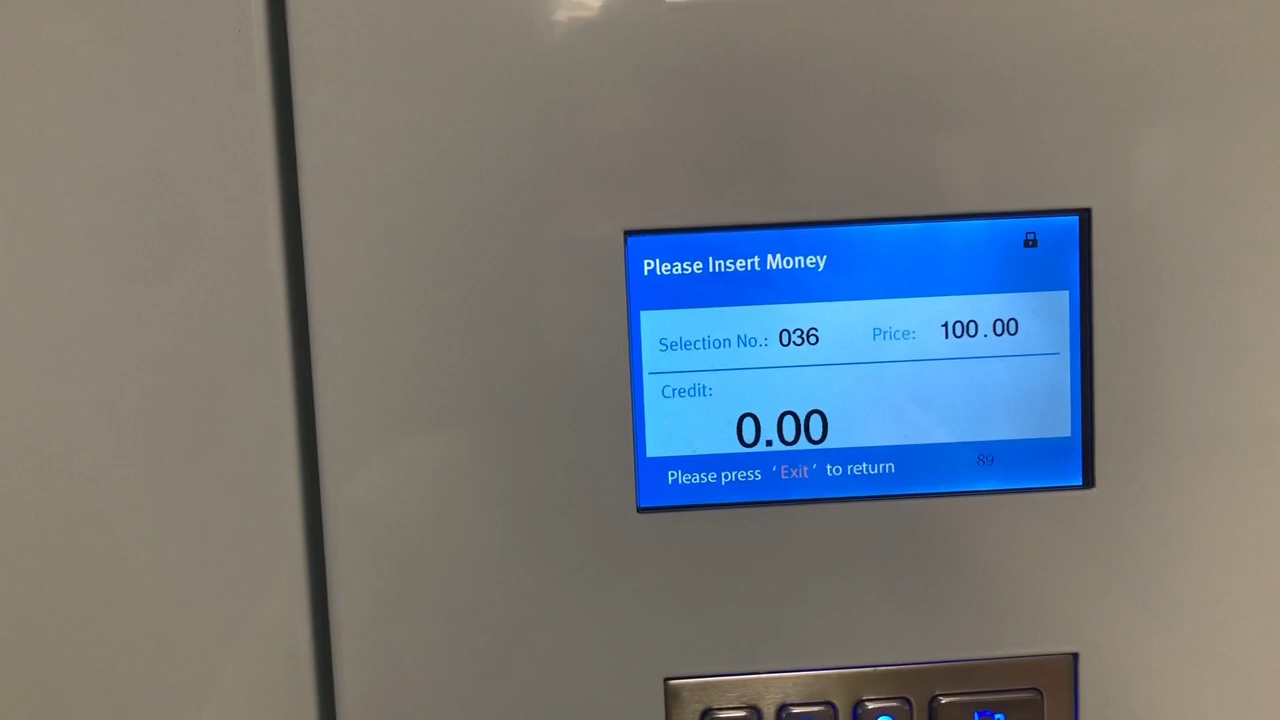 Please Insert Money
Selection No.: 036 Price: 100.00
Credit:
0.00
Please press 'Exit' to return 89